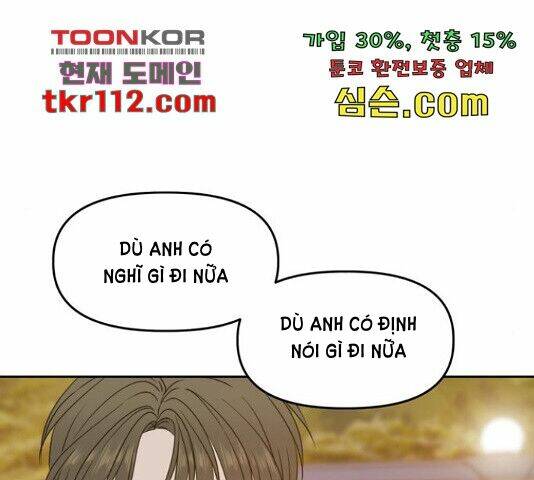 TOONKOR
현재 도메인
tkr112.com
가입 30%, 첫충 15%
툰코 환전보증 업체
심슨.com
DÙ ANH CÓ
NGHĨ GÌ ĐI NỮA
DÙ ANH CÓ ĐỊNH
NÓI GÌ ĐI NỮA